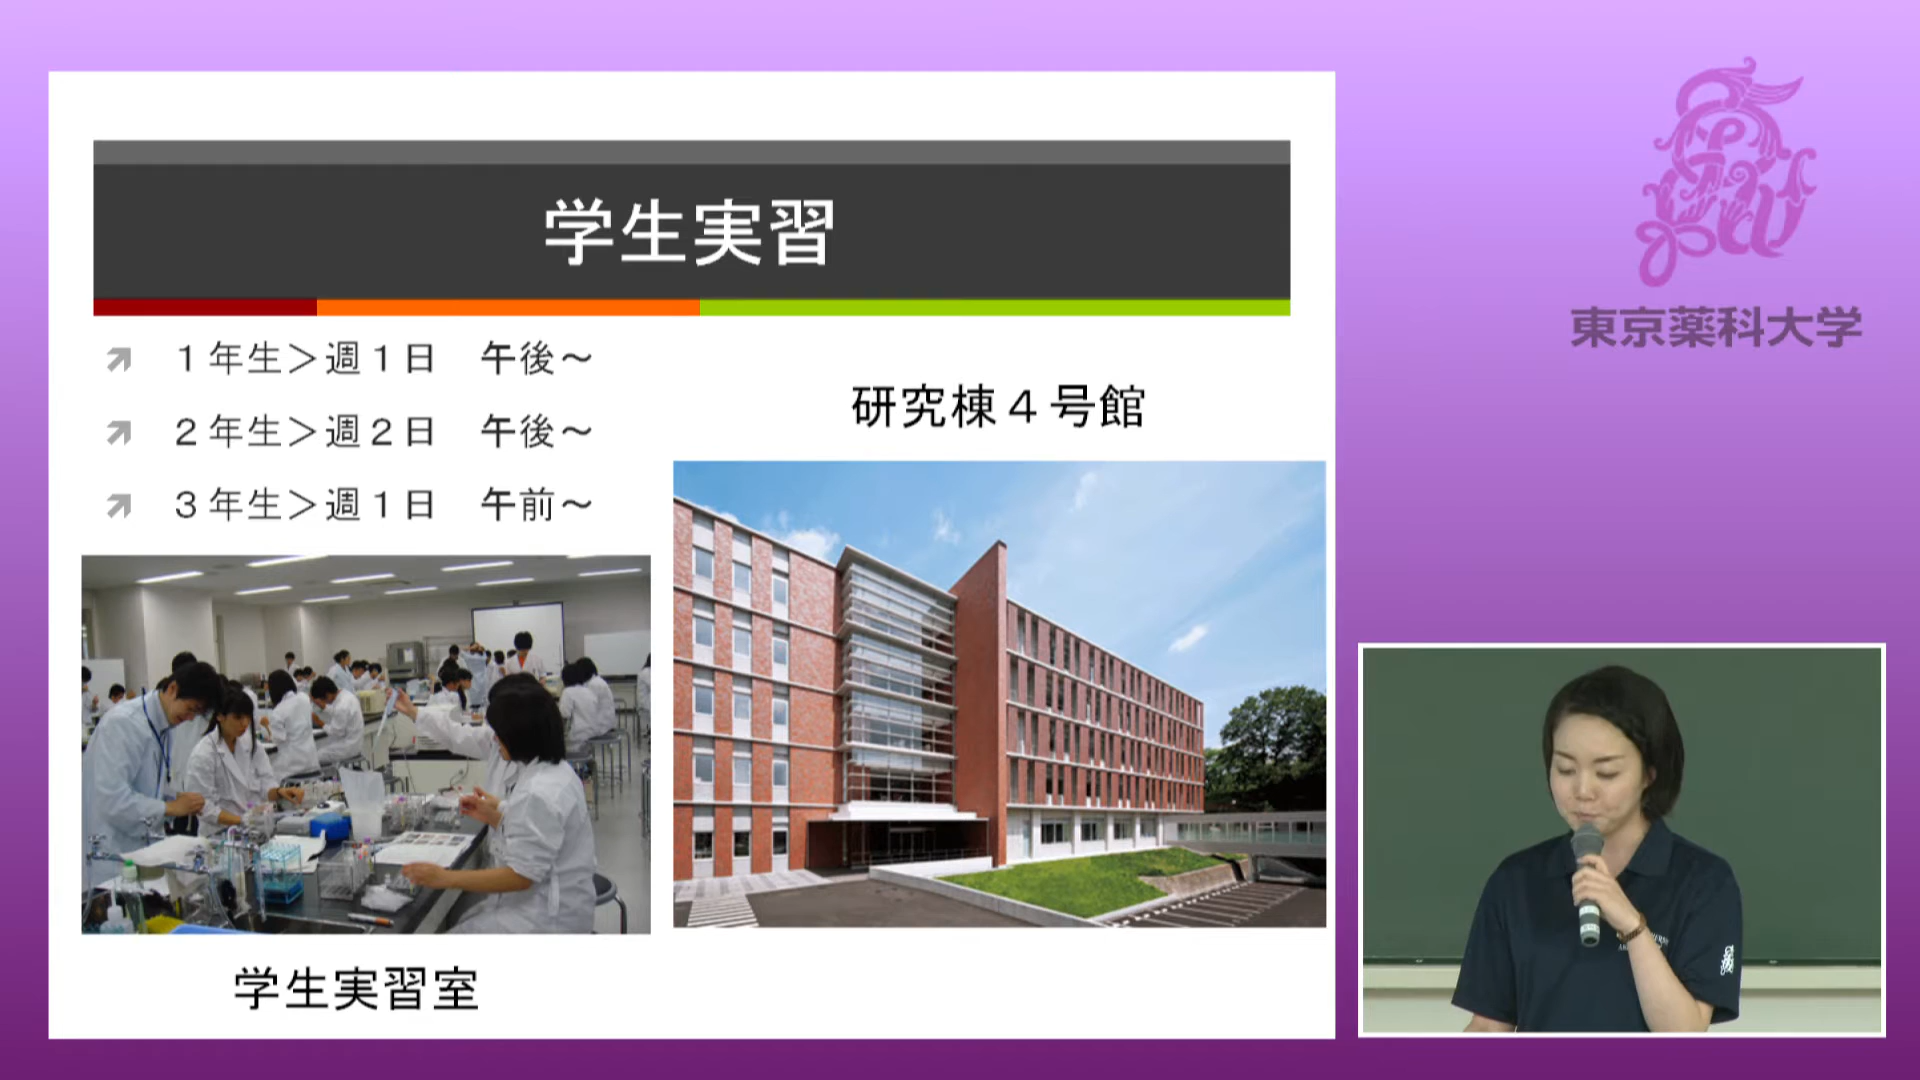 学生実習
１年生＞週１日　午後～
２年生＞週２日　午後～
３年生＞週１日　午前～
研究棟４号館
学生実習室
東京薬科大学